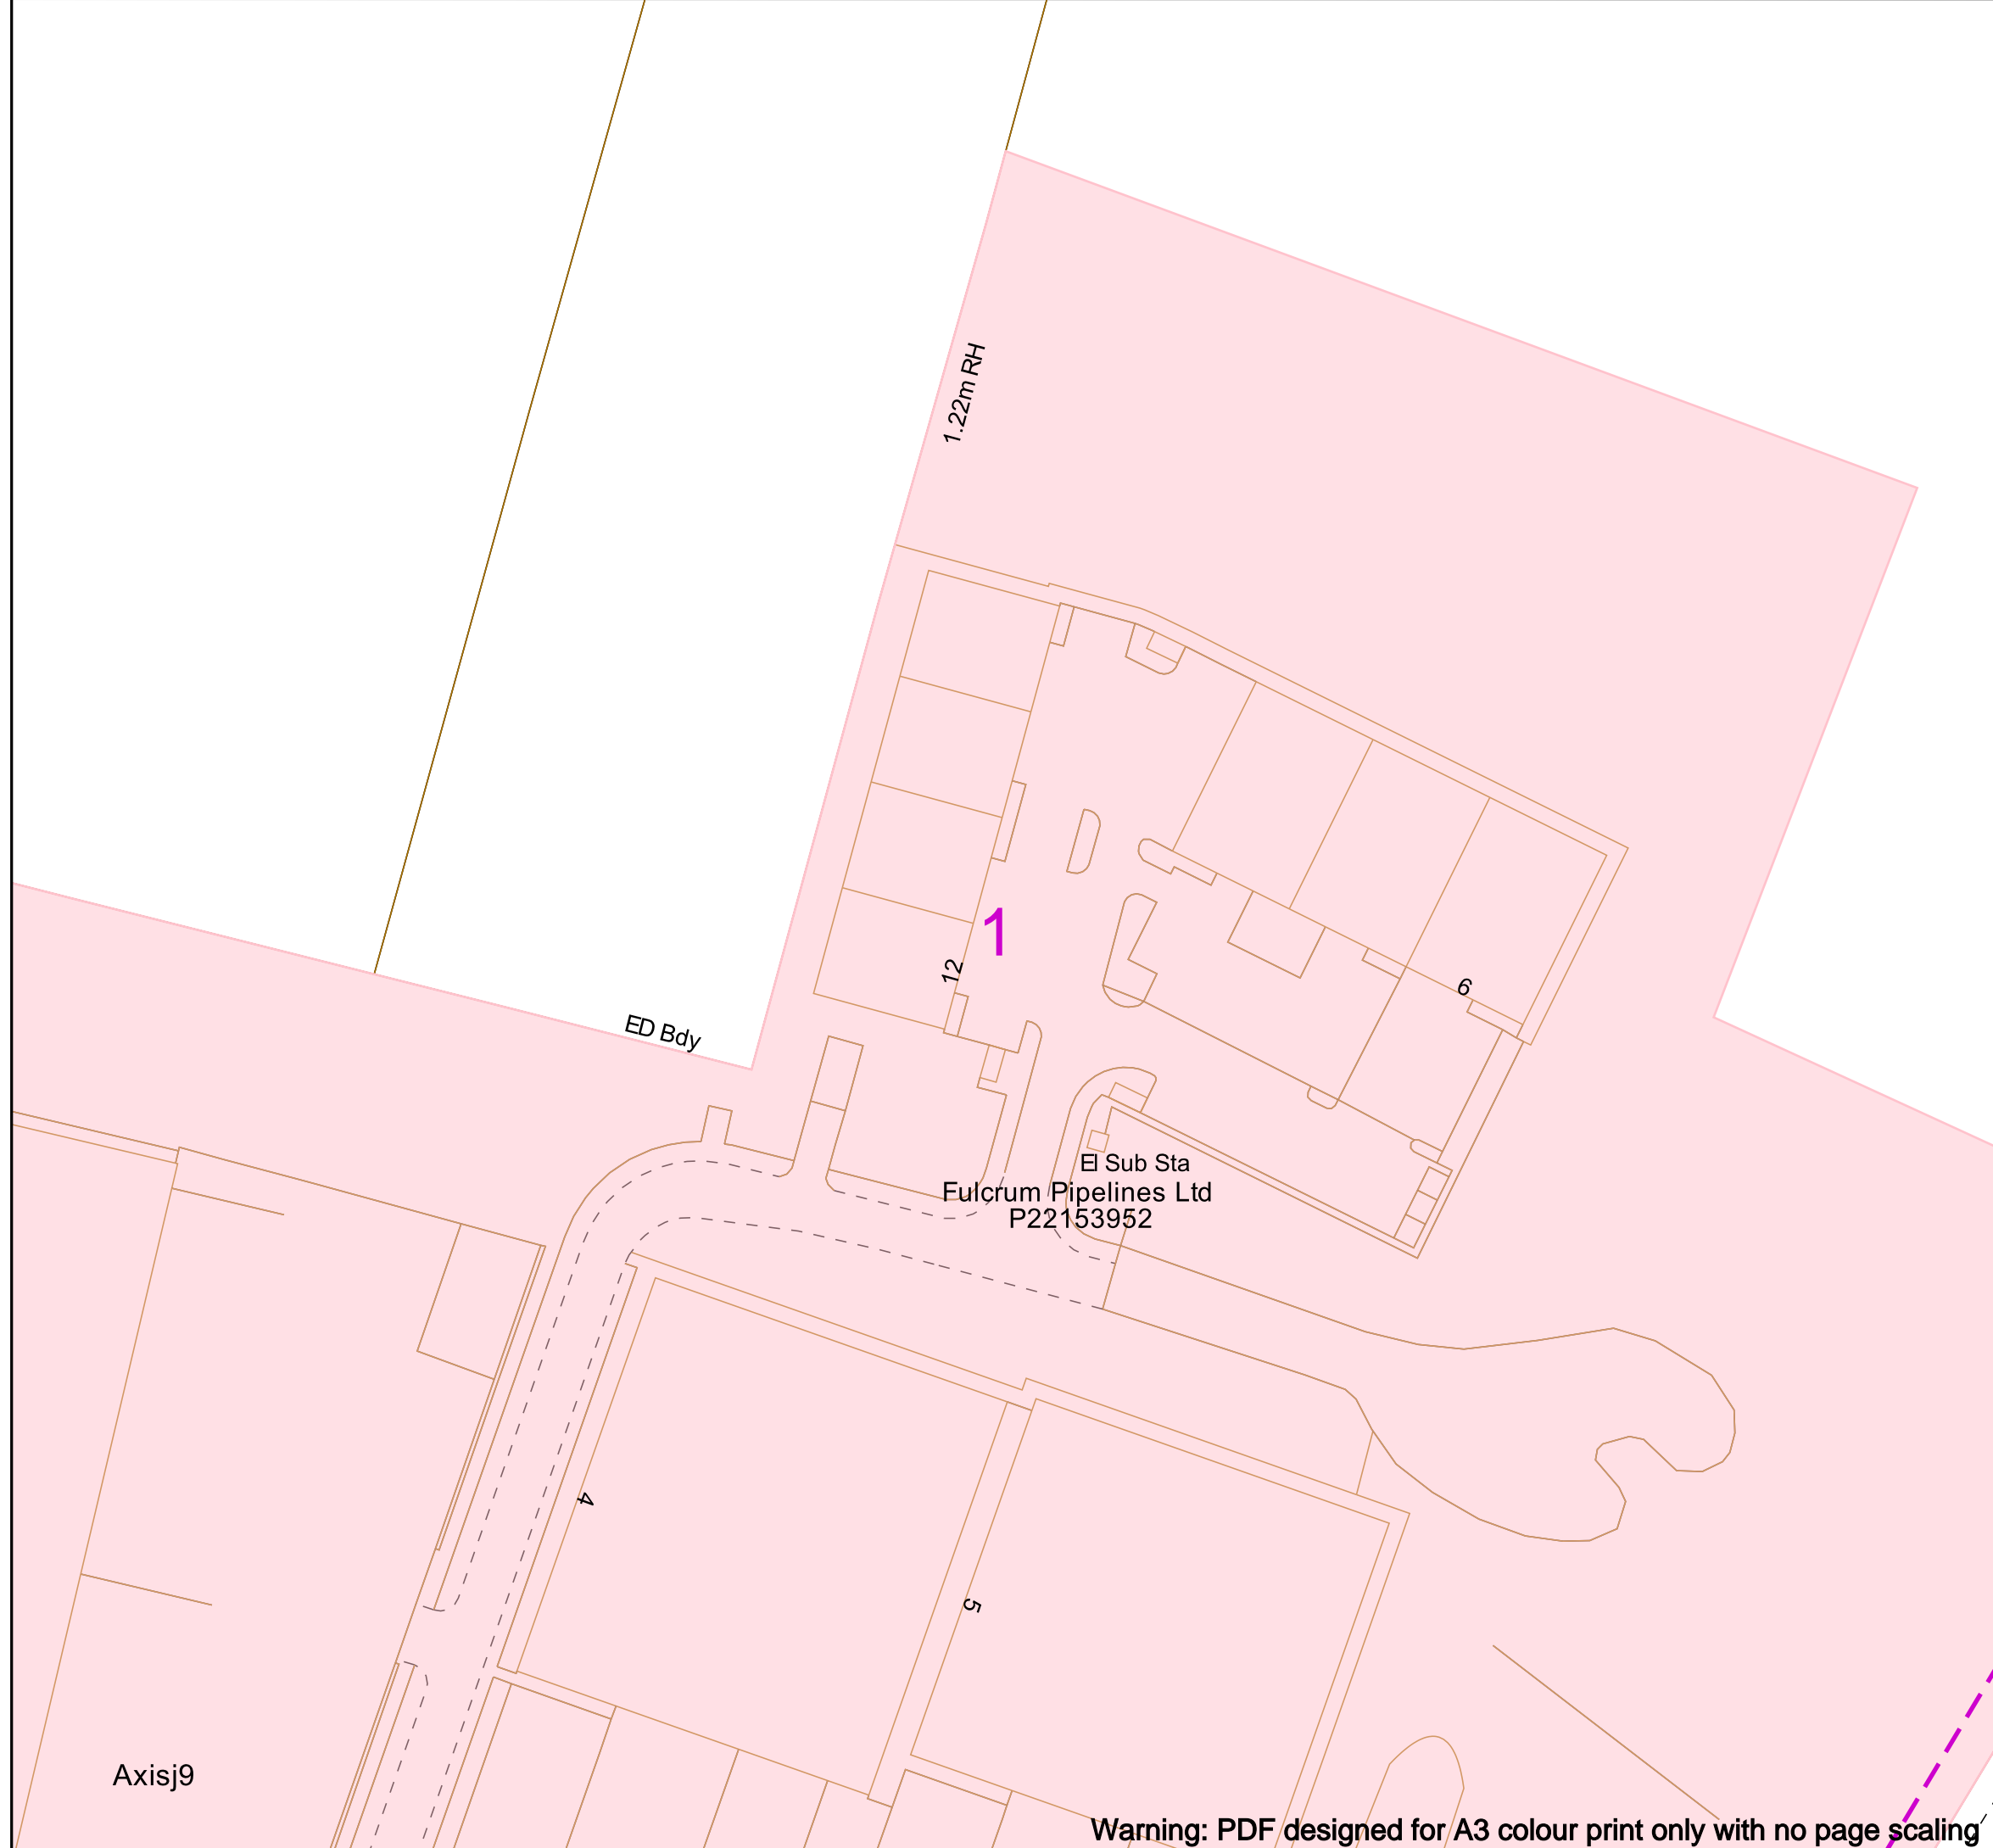 1.22m RH
1
12
6
ED Bdy
El Sub Sta
Fulcrum Pipelines Ltd
P22153952
4
5
Axisj9
Warning: PDF designed for A3 colour print only with no page scaling